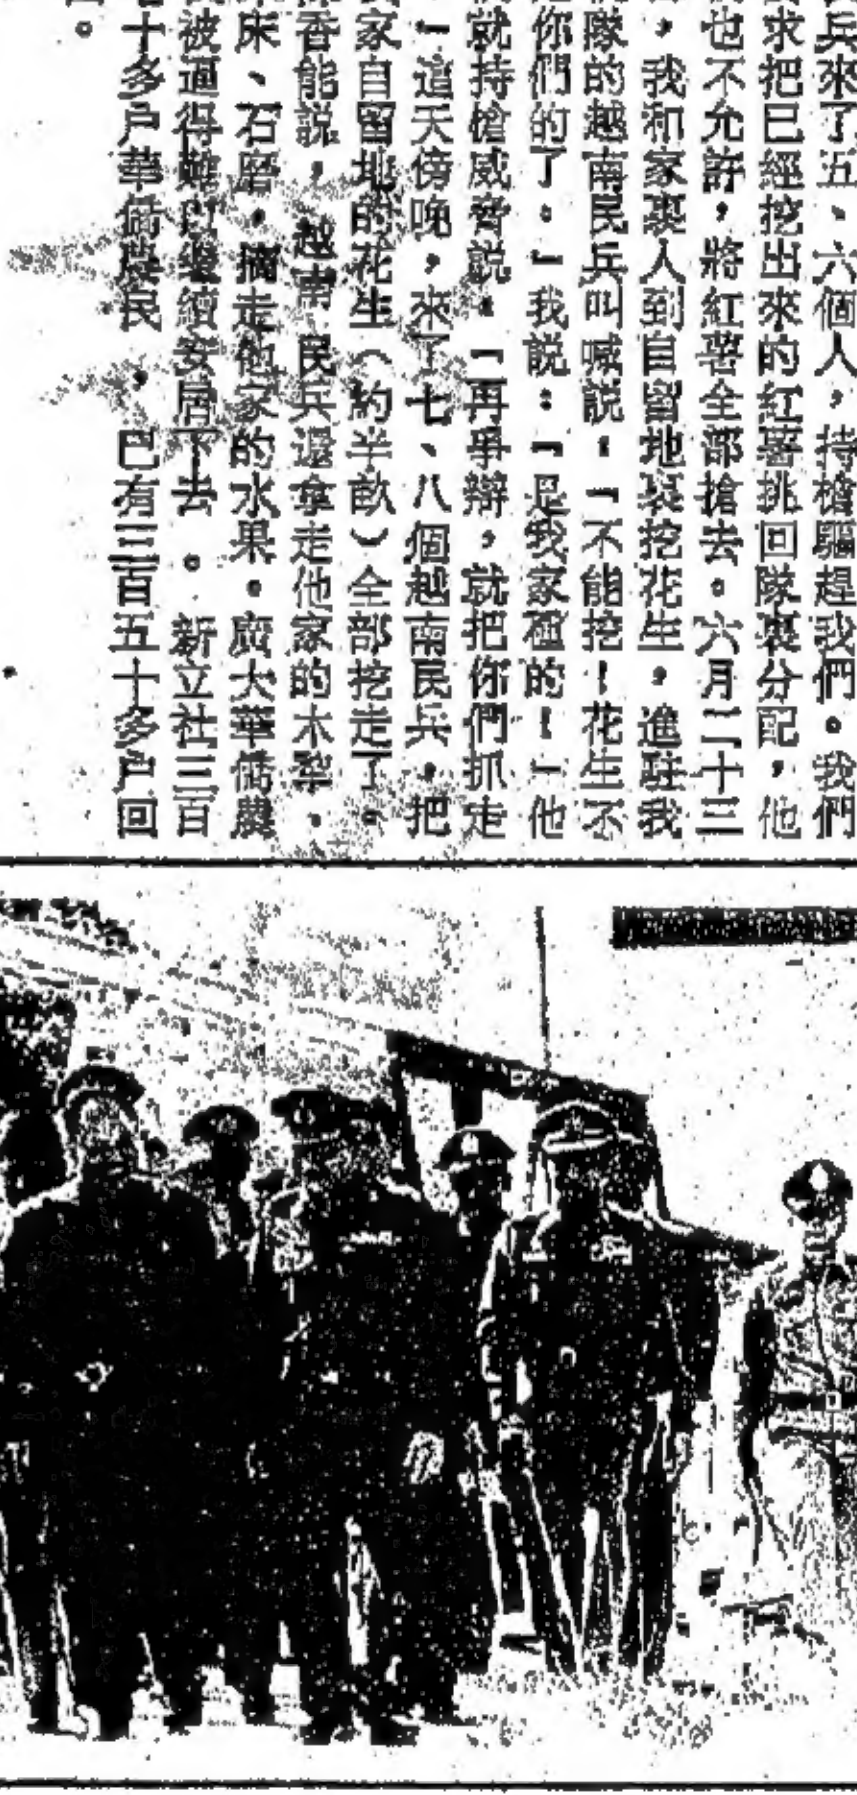 兵來了五、六個人，持槍驅趕我們。我們
求把已經挖出來的紅薯挑回隊裏分配，他
也不允許，將紅薯全部搶去。六月二十三
，我和家裏人到自留地裏挖花生，進駐我
隊的越南民兵叫喊説：「不能挖！花生不
你們的了。」我説：「是我家種的！」他
就持槍威脅説：「再爭辯，就把你們抓走
」這天傍晚，來了七、八個越南民兵，把
家自留地的花生（約半畝）全部挖走了。
香能説，越南民兵還拿走他家的木犂、
床、石磨，摘走他家的水果。廣大華僑農
被逼得難以繼續安居下去。新立社三百
十多户華僑農民，已有三百五十多户回
。